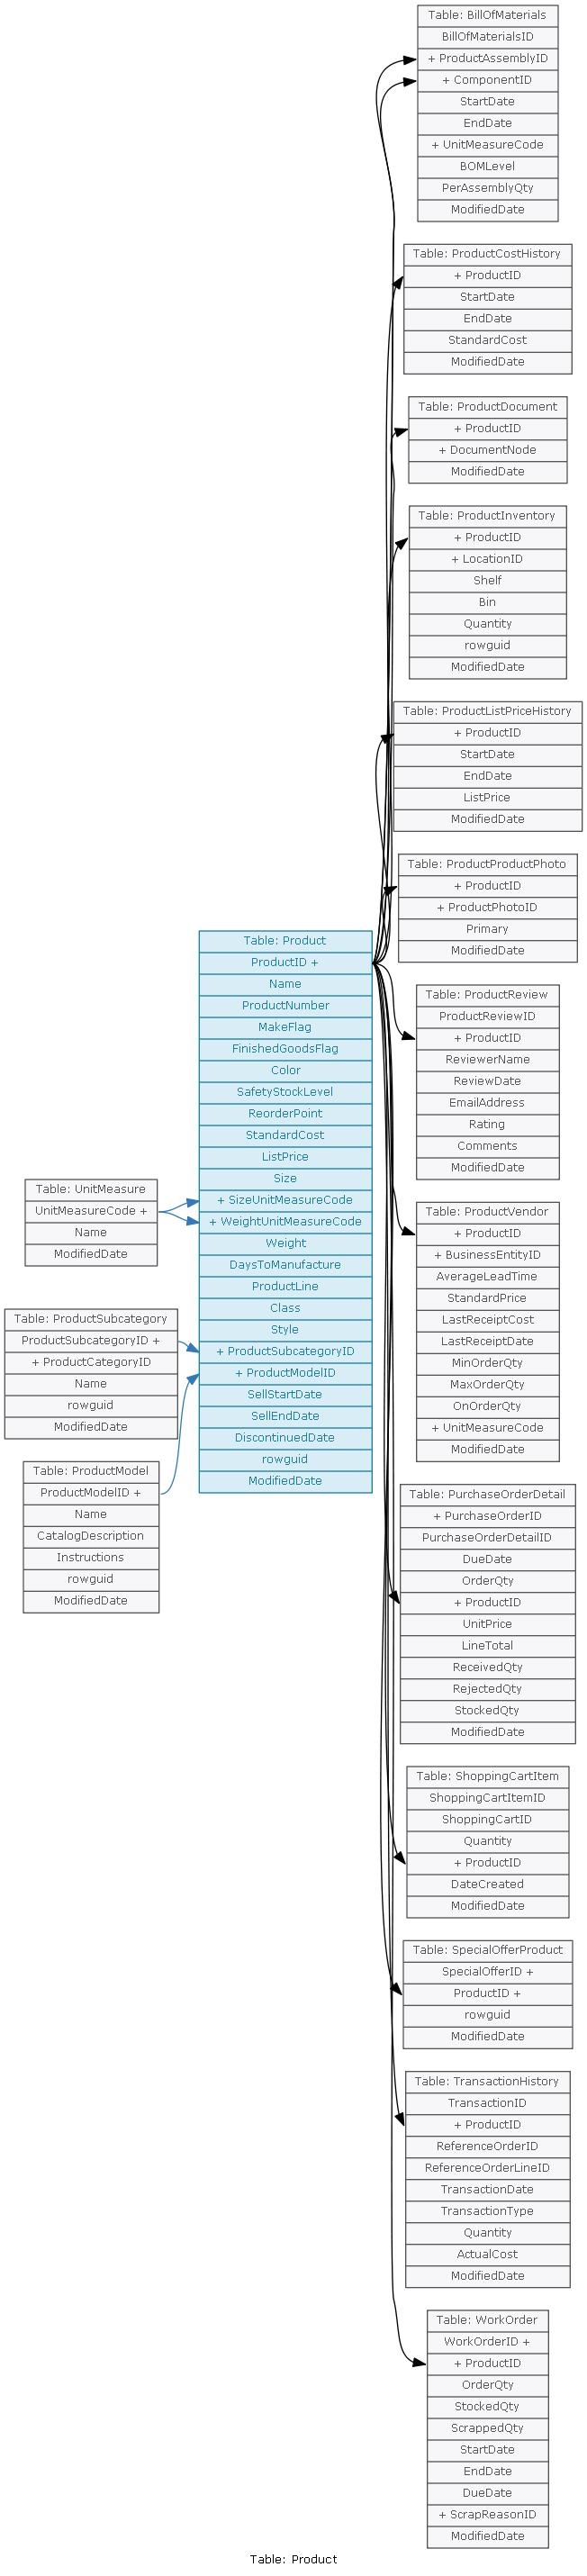 Table: BillOfMaterials
BillOfMaterialsID
+ ProductAssemblyID
+ ComponentID
StartDate
EndDate
+ UnitMeasureCode
BOMLevel
PerAssemblyQty
ModifiedDate
Table: ProductCostHistory
+ ProductID
StartDate
EndDate
StandardCost
ModifiedDate
Table: ProductDocument
+ ProductID
+ DocumentNode
ModifiedDate
Table: ProductInventory
+ ProductID
+ LocationID
Shelf
Bin
Quantity
rowguid
ModifiedDate
Table: ProductListPriceHistory
+ ProductID
StartDate
EndDate
ListPrice
ModifiedDate
Table: ProductProductPhoto
+ ProductID
+ ProductPhotoID
Primary
ModifiedDate
Table: Product
ProductID +
Name
ProductNumber
MakeFlag
FinishedGoodsFlag
Color
SafetyStockLevel
ReorderPoint
StandardCost
ListPrice
Size
+ SizeUnitMeasureCode
+ WeightUnitMeasureCode
Weight
DaysToManufacture
ProductLine
Class
Style
+ ProductSubcategoryID
+ ProductModelID
SellStartDate
SellEndDate
DiscontinuedDate
rowguid
ModifiedDate
Table: ProductReview
ProductReviewID
+ ProductID
ReviewerName
ReviewDate
EmailAddress
Rating
Comments
ModifiedDate
Table: UnitMeasure
UnitMeasureCode +
Name
ModifiedDate
Table: ProductVendor
+ ProductID
+ BusinessEntityID
AverageLeadTime
StandardPrice
LastReceiptCost
LastReceiptDate
MinOrderQty
MaxOrderQty
OnOrderQty
+ UnitMeasureCode
ModifiedDate
Table: ProductSubcategory
ProductSubcategoryID +
+ ProductCategoryID
Name
rowguid
ModifiedDate
Table: ProductModel
ProductModelID +
Name
CatalogDescription
Instructions
rowguid
ModifiedDate
Table: PurchaseOrderDetail
+ PurchaseOrderID
PurchaseOrderDetailID
DueDate
OrderQty
+ ProductID
UnitPrice
LineTotal
ReceivedQty
RejectedQty
StockedQty
ModifiedDate
Table: ShoppingCartItem
ShoppingCartItemID
ShoppingCartID
Quantity
+ ProductID
DateCreated
ModifiedDate
Table: SpecialOfferProduct
SpecialOfferID +
ProductID +
rowguid
ModifiedDate
Table: TransactionHistory
TransactionID
+ ProductID
ReferenceOrderID
ReferenceOrderLineID
TransactionDate
TransactionType
Quantity
ActualCost
ModifiedDate
Table: WorkOrder
WorkOrderID +
+ ProductID
OrderQty
StockedQty
ScrappedQty
StartDate
EndDate
DueDate
+ ScrapReasonID
ModifiedDate
Table: Product